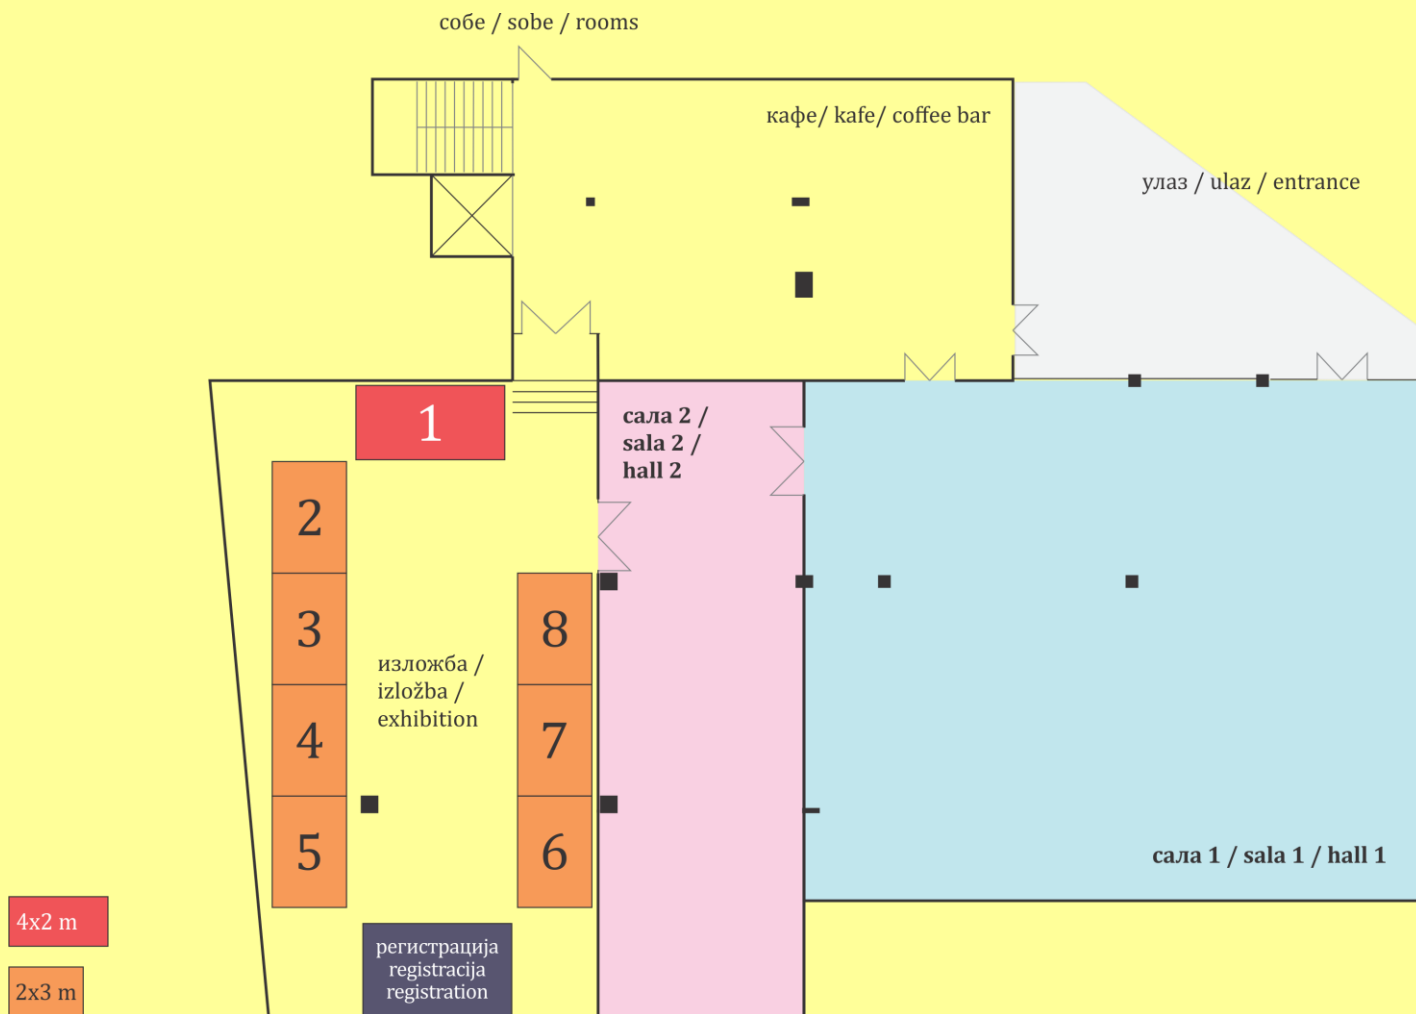 собе / sobe / rooms
кафе/ kafe/ coffee bar
улаз / ulaz / entrance
1
сала 2 /
sala 2 /
hall 2
2
3
8
изложба /
izložba /
exhibition
4
7
5
6
сала 1 / sala 1 / hall 1
4x2 m
2x3 m
регистрација
registracija
registration